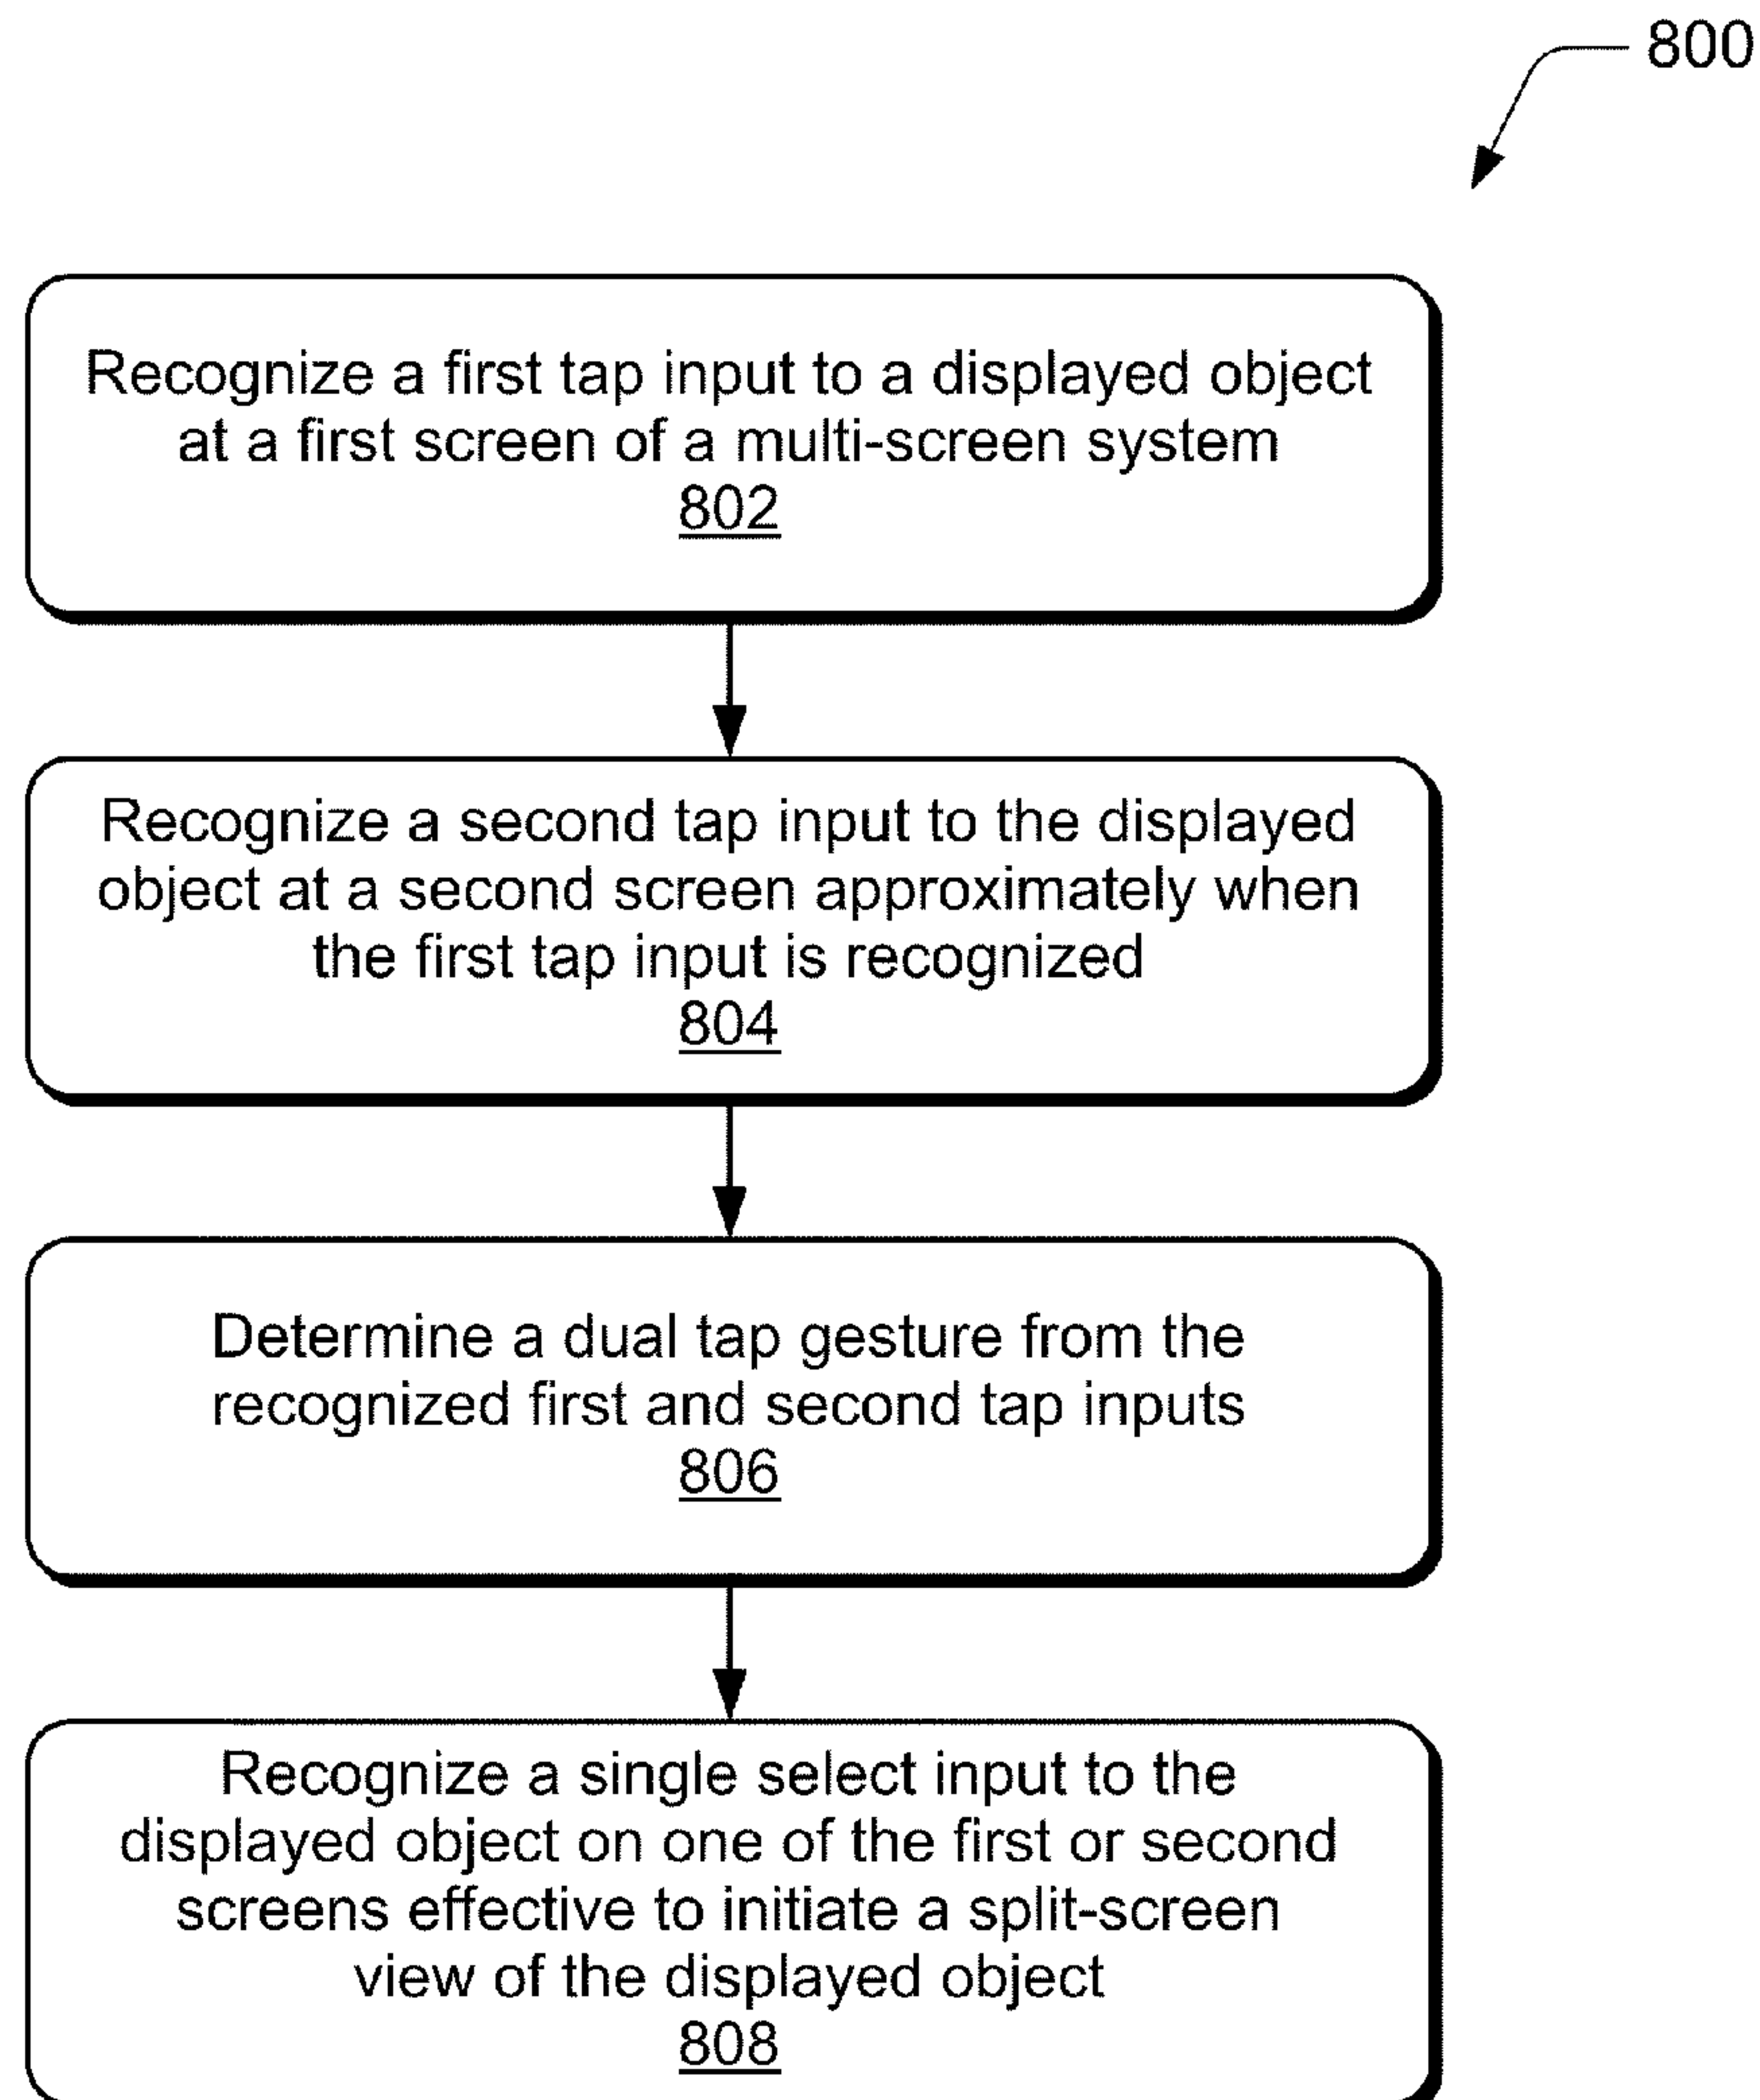 800
Recognize a first tap input to a displayed object
at a first screen of a multi-screen system
802
Recognize a second tap input to the displayed
object at a second screen approximately when
the first tap input is recognized
804
Determine a dual tap gesture from the
recognized first and second tap inputs
806
Recognize a single select input to the
displayed object on one of the first or second
screens effective to initiate a split-screen
view of the displayed object
808